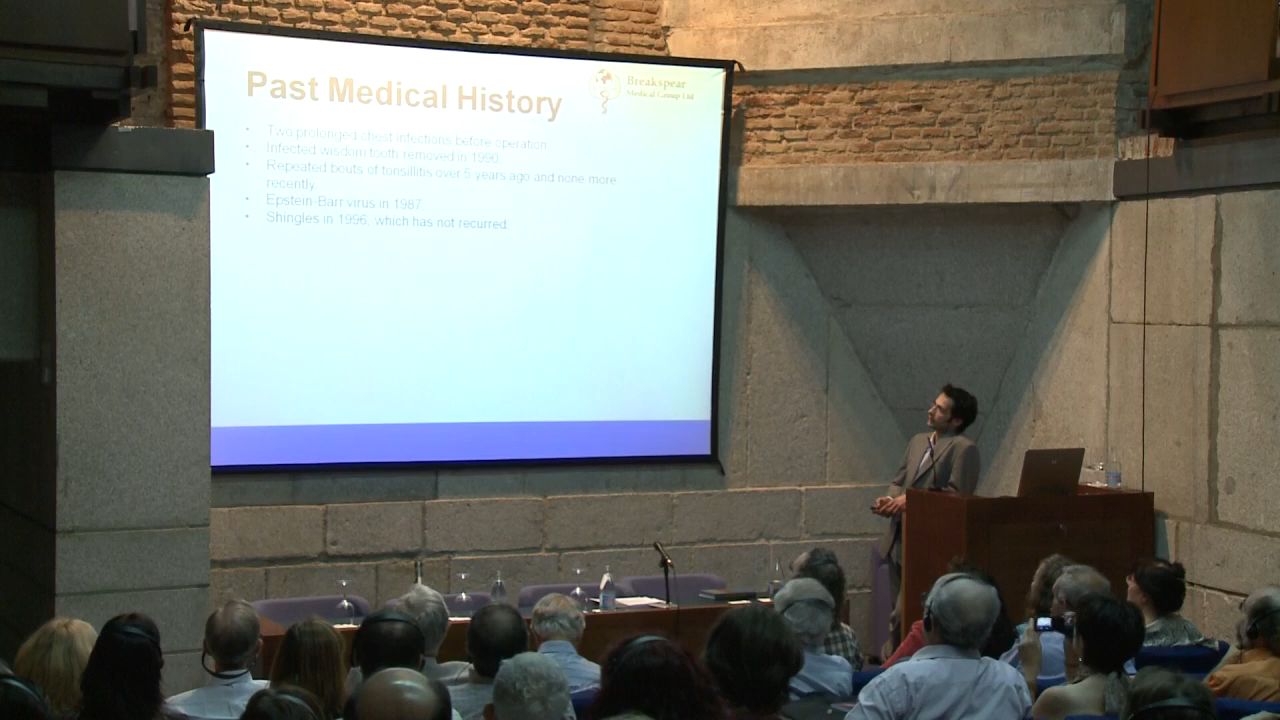 Past Medical History
Breakspear
Medical Group Ltd
• Two prolonged chest infections before operation.
• Infected wisdom tooth removed in 1990.
• Repeated bouts of tonsillitis over 5 years ago and none more
recently.
• Epstein-Barr virus in 1987.
• Shingles in 1996, which has not recurred.